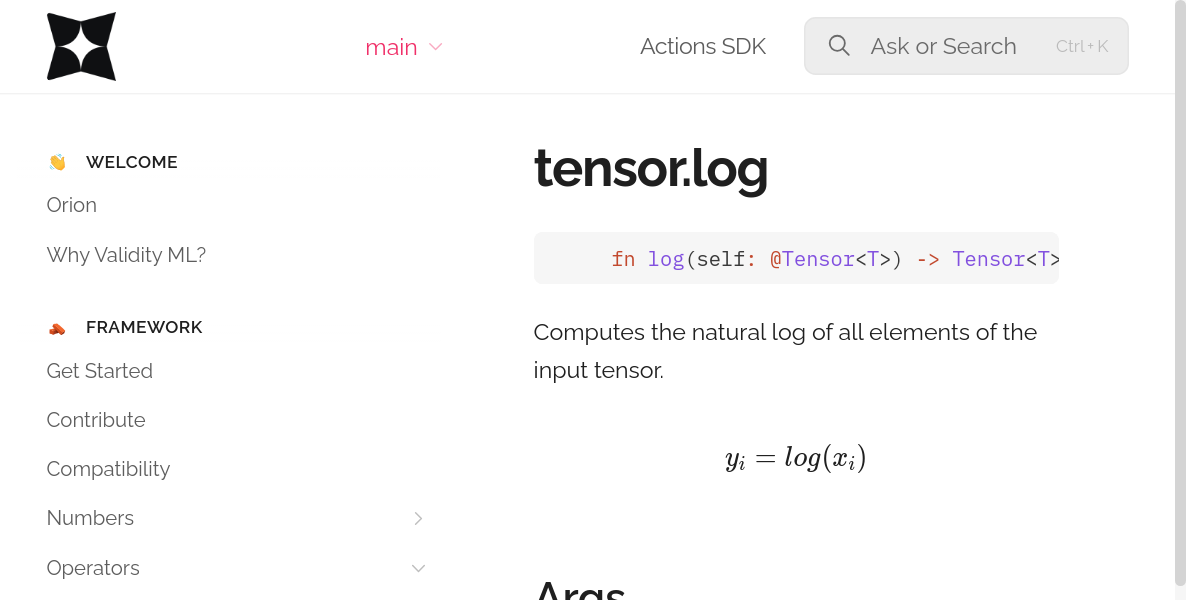 main
Actions SDK
Ask or Search
Ctrl + K
👋 WELCOME
Orion
Why Validity ML?
🧱 FRAMEWORK
Get Started
Contribute
Compatibility
Numbers
Operators
tensor.log
fn log(self: @Tensor<T>) -> Tensor<T>
Computes the natural log of all elements of the
input tensor.
y_i = log(x_i)
Args